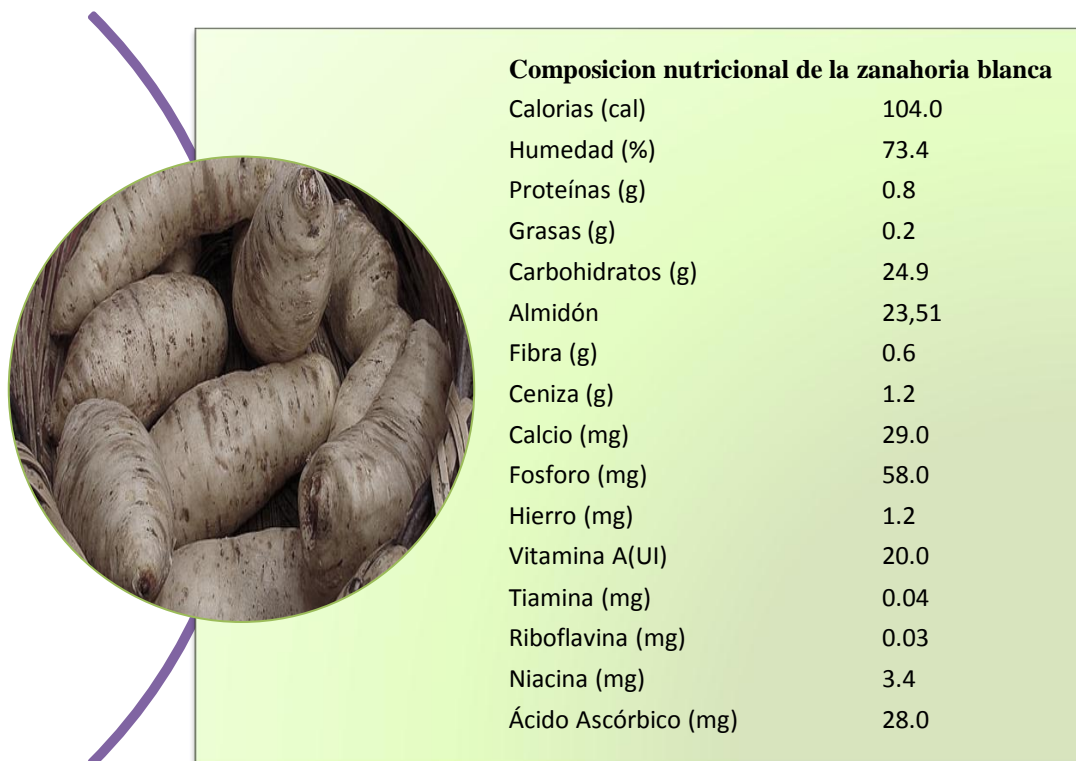 Composicion nutricional de la zanahoria blanca
Calorias (cal) 104.0
Humedad (%) 73.4
Proteínas (g) 0.8
Grasas (g) 0.2
Carbohidratos (g) 24.9
Almidón 23,51
Fibra (g) 0.6
Ceniza (g) 1.2
Calcio (mg) 29.0
Fosforo (mg) 58.0
Hierro (mg) 1.2
Vitamina A(UI) 20.0
Tiamina (mg) 0.04
Riboflavina (mg) 0.03
Niacina (mg) 3.4
Ácido Ascórbico (mg) 28.0